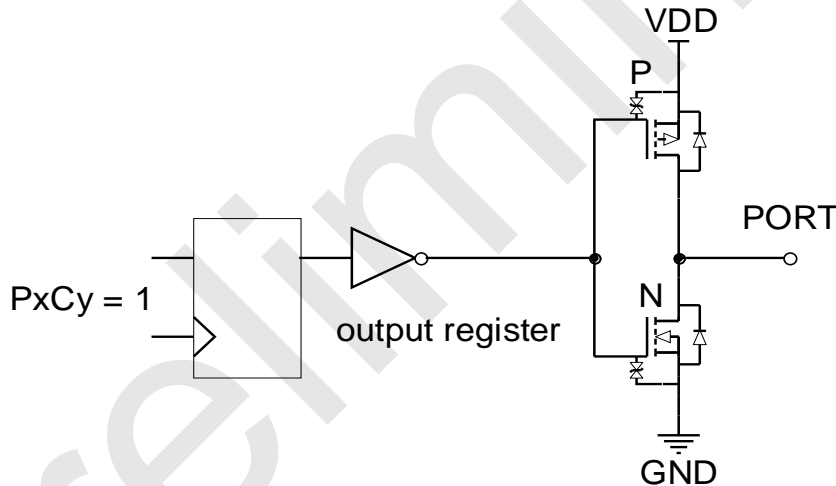 VDD
P
PORT
PxCy = 1
N
output register
GND